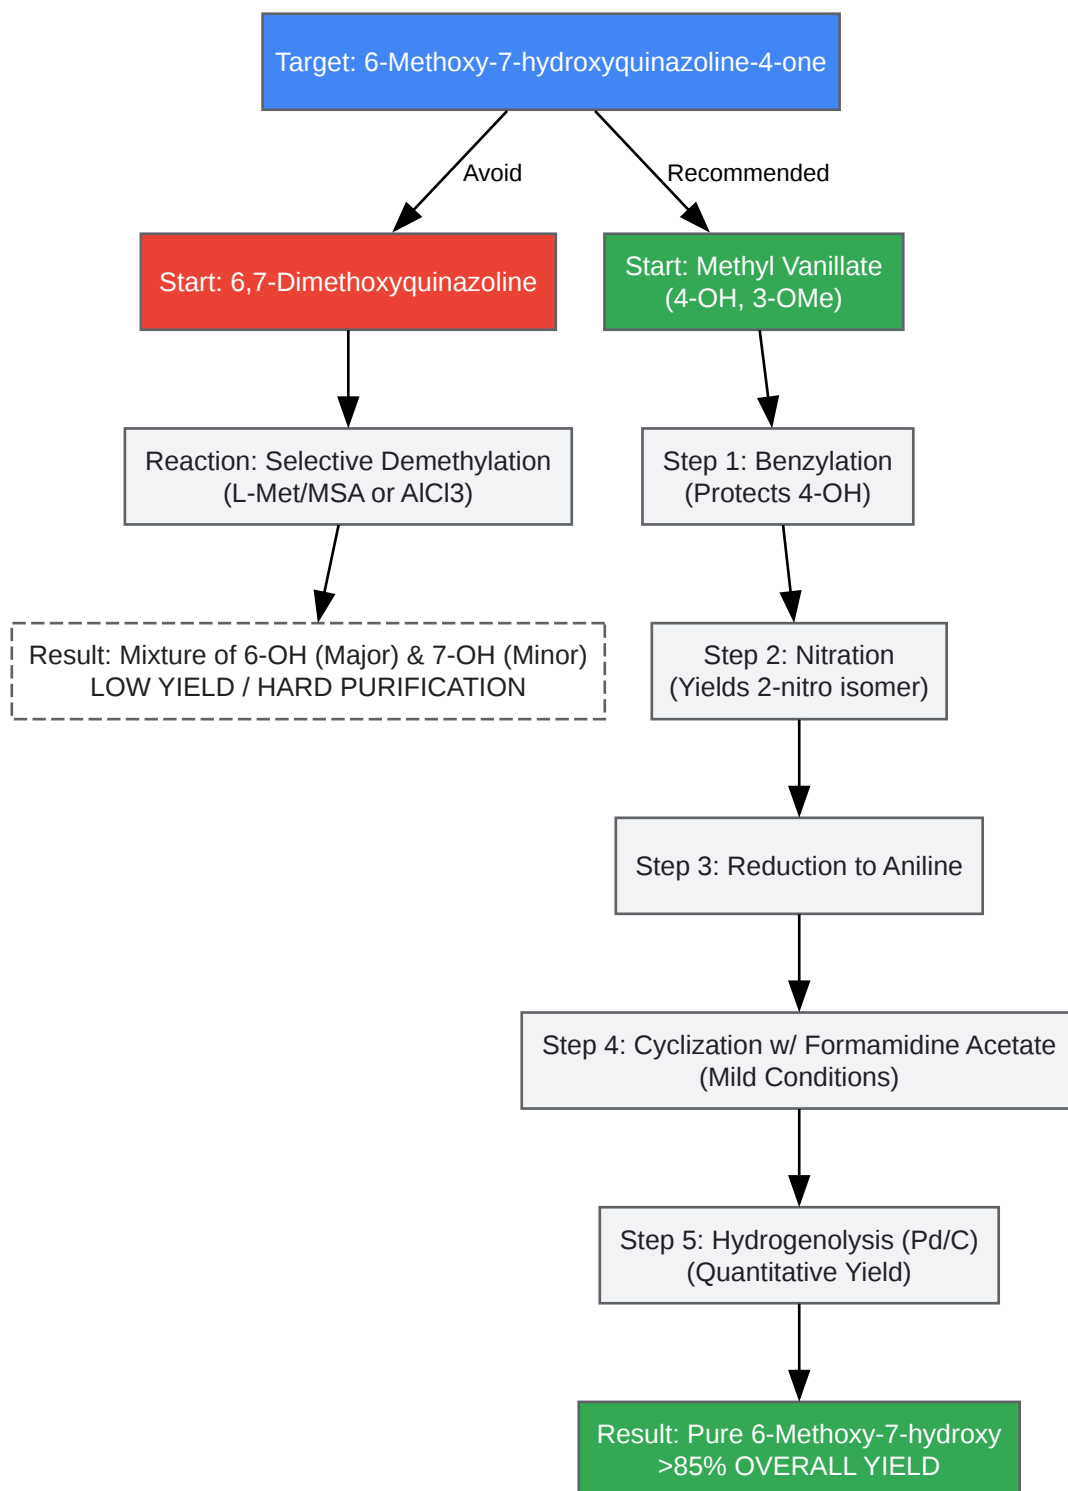 Target: 6-Methoxy-7-hydroxyquinazoline-4-one
Avoid
Recommended
Start: 6,7-Dimethoxyquinazoline
Start: Methyl Vanillate
(4-OH, 3-OMe)
Reaction: Selective Demethylation
(L-Met/MSA or AlCl3)
Step 1: Benzylation
(Protects 4-OH)
Result: Mixture of 6-OH (Major) & 7-OH (Minor)
LOW YIELD / HARD PURIFICATION
Step 2: Nitration
(Yields 2-nitro isomer)
Step 3: Reduction to Aniline
Step 4: Cyclization w/ Formamidine Acetate
(Mild Conditions)
Step 5: Hydrogenolysis (Pd/C)
(Quantitative Yield)
Result: Pure 6-Methoxy-7-hydroxy
>85% OVERALL YIELD